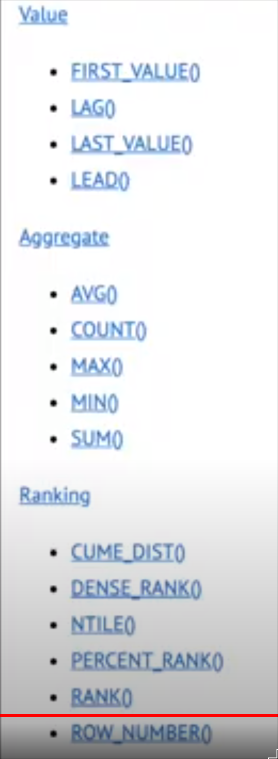 Value
FIRST_VALUE()
LAG()
LAST_VALUE()
LEAD()
Aggregate
AVG()
COUNT()
MAX()
MIN()
SUM()
Ranking
CUME_DIST()
DENSE_RANK()
NTILE()
PERCENT_RANK()
RANK()
ROW_NUMBER()